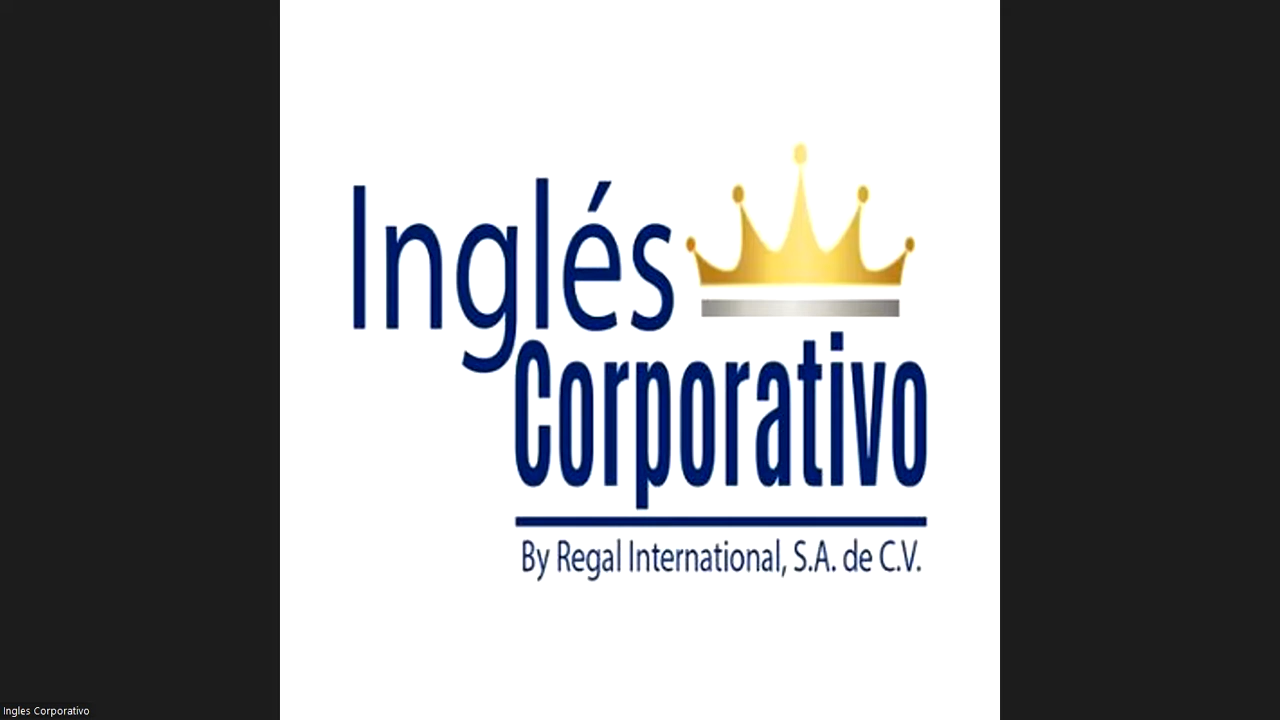 Inglés
Corporativo
By Regal International, S.A. de C.V.
Ingles Corporativo